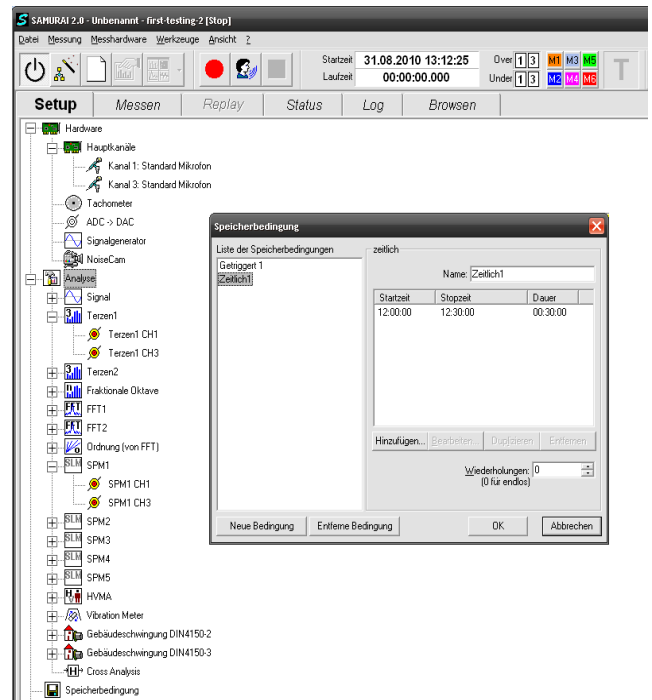 SAMURAI 2.0 - Unbenannt - first-testing-2 [Stop]
Datei Messung Messhardware Werkzeuge Ansicht ?
Startzeit 31.08.2010 13:12:25 Over 1 3 M1 M3 M5
Laufzeit 00:00:00.000 Under 1 3 M2 M4 M6
T
Setup Messen Replay Status Log Browsen
Hardware
Hauptkanäle
Kanal 1: Standard Mikrofon
Kanal 3: Standard Mikrofon
Tachometer
ADC -> DAC
Signalgenerator
NoiseCam
Analyse
Signal
Terzen1
Terzen1 CH1
Terzen1 CH3
Terzen2
Fraktionale Oktave
FFT1
FFT2
Ordnung (von FFT)
SLM SPM1
SPM1 CH1
SPM1 CH3
SLM SPM2
SLM SPM3
SLM SPM4
SLM SPM5
HVMA
Vibration Meter
Gebäudeschwingung DIN4150-2
Gebäudeschwingung DIN4150-3
H Cross Analysis
Speicherbedingung
Speicherbedingung
Liste der Speicherbedingungen
Getriggert 1
Zeitlich1
zeitlich
Name: Zeitlich1
Startzeit Stopzeit Dauer
12:00:00 12:30:00 00:30:00
Hinzufügen... Bearbeiten... Duplizieren Entfernen
Wiederholungen: 0
(0 für endlos)
Neue Bedingung Entferne Bedingung OK Abbrechen